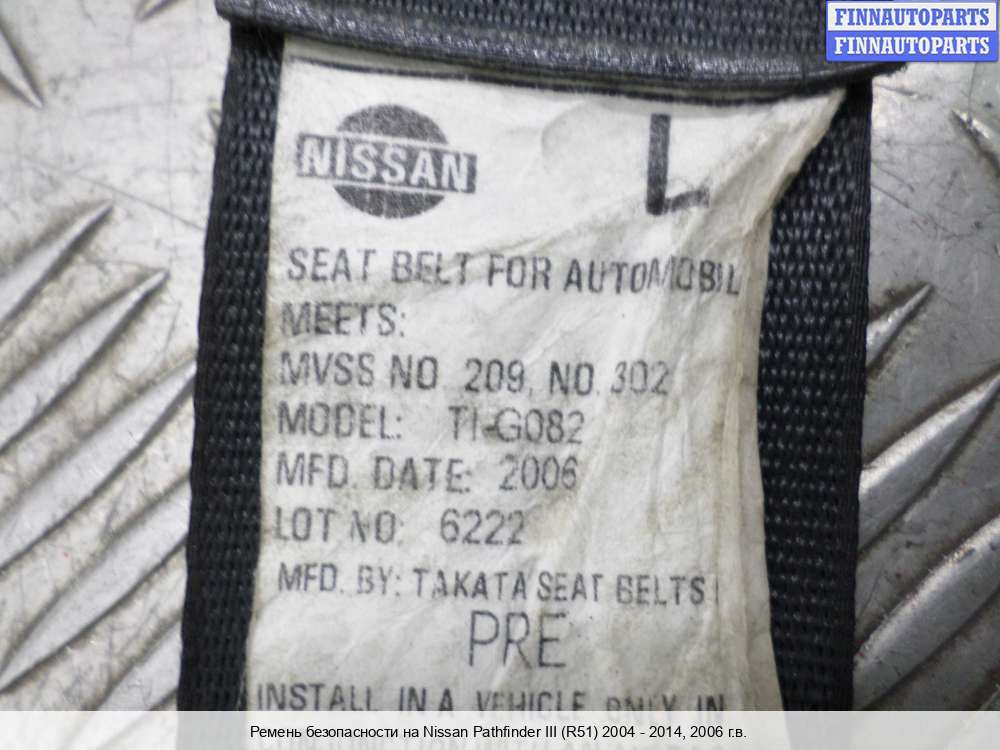 FINNAUTOPARTS
FINNAUTOPARTS
NISSAN L
SEAT BELT FOR AUTOMOBIL
MEETS:
MVSS NO. 209, NO. 302
MODEL: TI-G082
MFD. DATE: 2006
LOT NO: 6222
MFD. BY: TAKATA SEAT BELTS I
PRE
INSTALL IN A VEHICLE ONLY IN
Ремень безопасности на Nissan Pathfinder III (R51) 2004 - 2014, 2006 г.в.